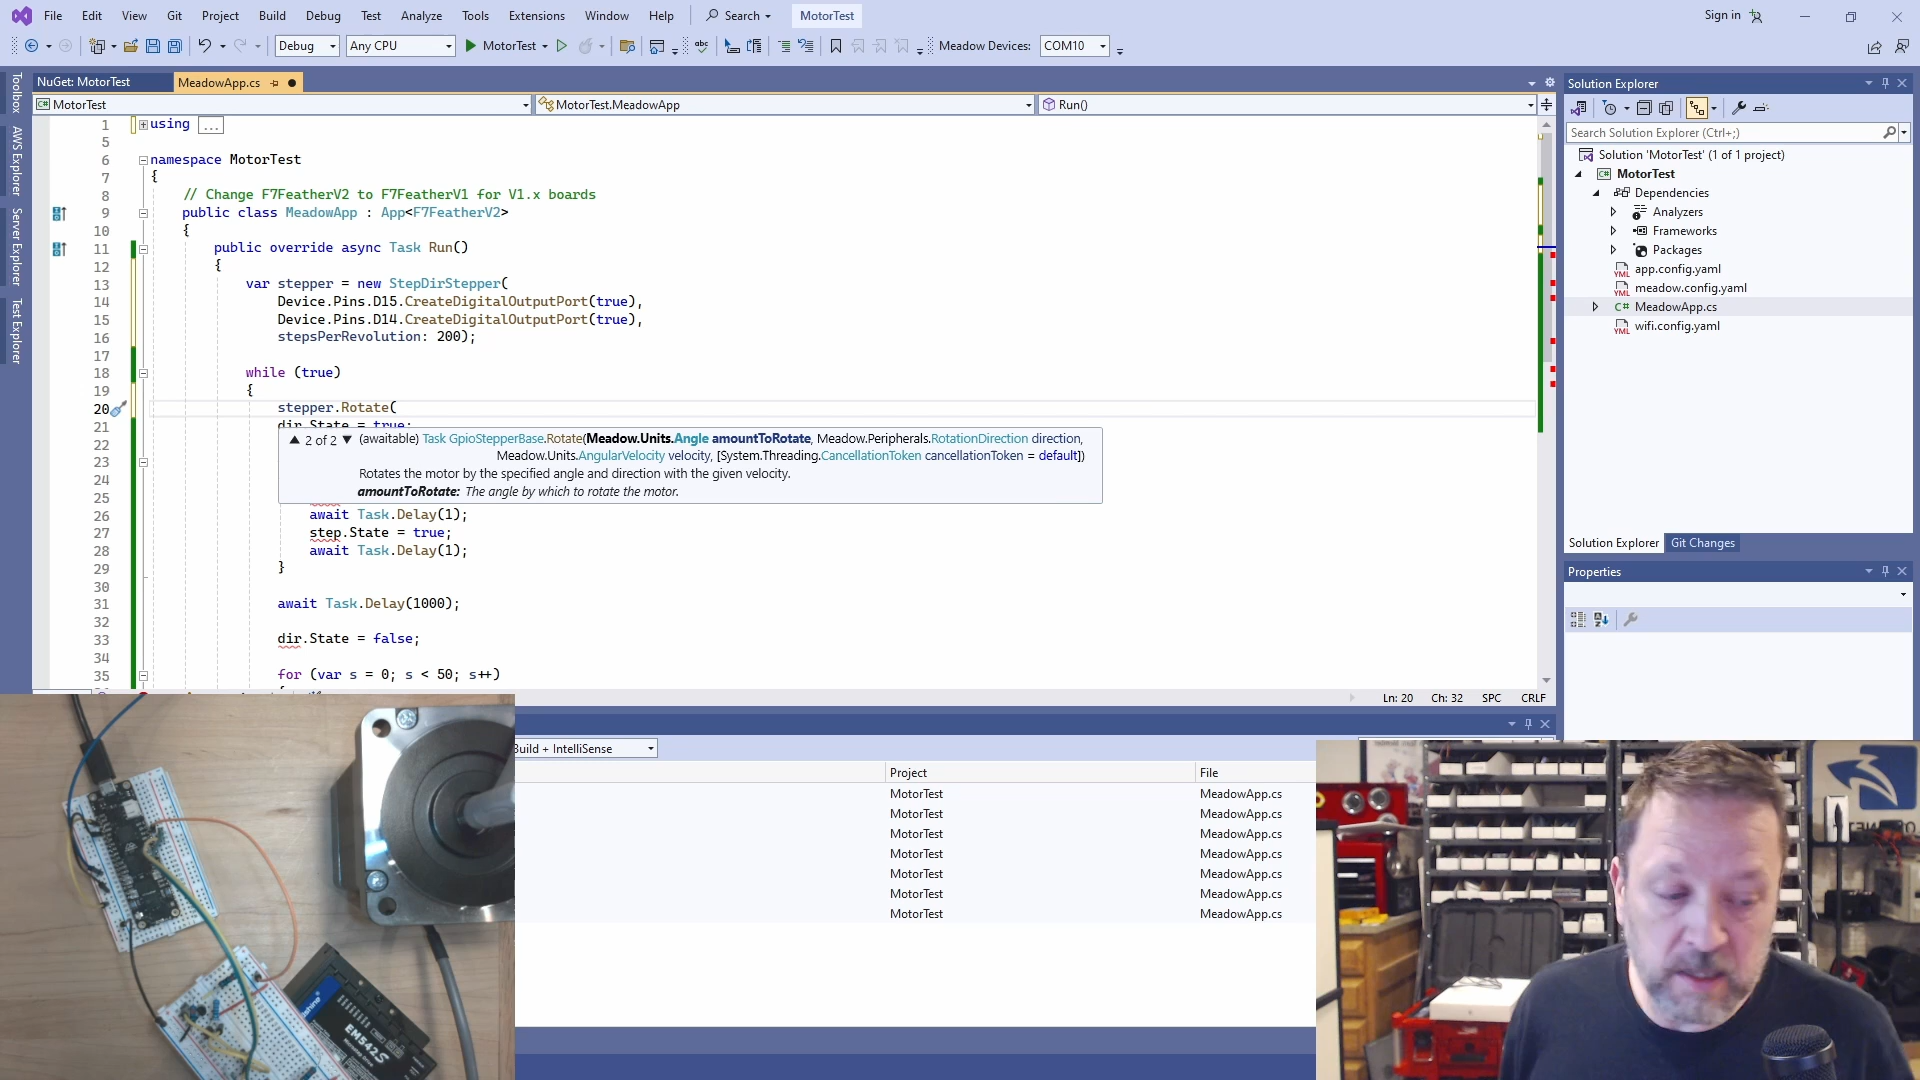 File Edit View Git Project Build Debug Test Analyze Tools Extensions Window Help Search MotorTest Sign in
Debug Any CPU MotorTest Meadow Devices: COM10
Toolbox
AWS Explorer
Server Explorer
Test Explorer
NuGet: MotorTest MeadowApp.cs
MotorTest MotorTest.MeadowApp Run()
1 using ...
5
6 namespace MotorTest
7 {
8 // Change F7FeatherV2 to F7FeatherV1 for V1.x boards
9 public class MeadowApp : App<F7FeatherV2>
10 {
11 public override async Task Run()
12 {
13 var stepper = new StepDirStepper(
14 Device.Pins.D15.CreateDigitalOutputPort(true),
15 Device.Pins.D14.CreateDigitalOutputPort(true),
16 stepsPerRevolution: 200);
17
18 while (true)
19 {
20 stepper.Rotate(
21 dir.State = true;
22
23
24
25
26 await Task.Delay(1);
27 step.State = true;
28 await Task.Delay(1);
29 }
30
31 await Task.Delay(1000);
32
33 dir.State = false;
34
35 for (var s = 0; s < 50; s++)
2 of 2 (awaitable) Task GpioStepperBase.Rotate(Meadow.Units.Angle amountToRotate, Meadow.Peripherals.RotationDirection direction,
Meadow.Units.AngularVelocity velocity, [System.Threading.CancellationToken cancellationToken = default])
Rotates the motor by the specified angle and direction with the given velocity.
amountToRotate: The angle by which to rotate the motor.
Ln: 20 Ch: 32 SPC CRLF
Build + IntelliSense
Project File
MotorTest MeadowApp.cs
MotorTest MeadowApp.cs
MotorTest MeadowApp.cs
MotorTest MeadowApp.cs
MotorTest MeadowApp.cs
MotorTest MeadowApp.cs
MotorTest MeadowApp.cs
Solution Explorer
Search Solution Explorer (Ctrl+;)
Solution 'MotorTest' (1 of 1 project)
MotorTest
Dependencies
Analyzers
Frameworks
Packages
app.config.yaml
meadow.config.yaml
MeadowApp.cs
wifi.config.yaml
Solution Explorer Git Changes
Properties
EM542S